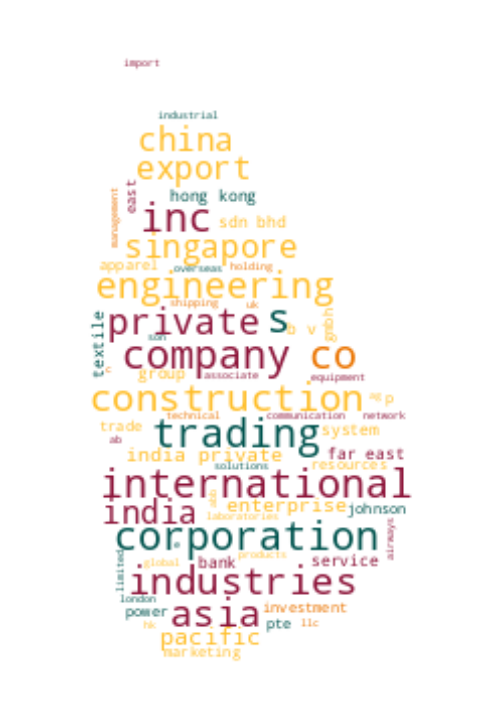 import
industrial
china
export
east
hong kong
management
inc
sdn bhd
singapore
apparel
overseas
holding
engineering
shipping
uk
private
s
b v
gmbh
textile
son
company
co
c
group
associate
equipment
construction
ag
p
trade
technical
communication
network
trading
system
ab
india private
far east
solutions
resources
international
abb
enterprise
india
laboratories
johnson
corporation
airways
e
products
global
bank
service
limited
industries
london
power
asia
investment
hk
pte
llc
pacific
marketing